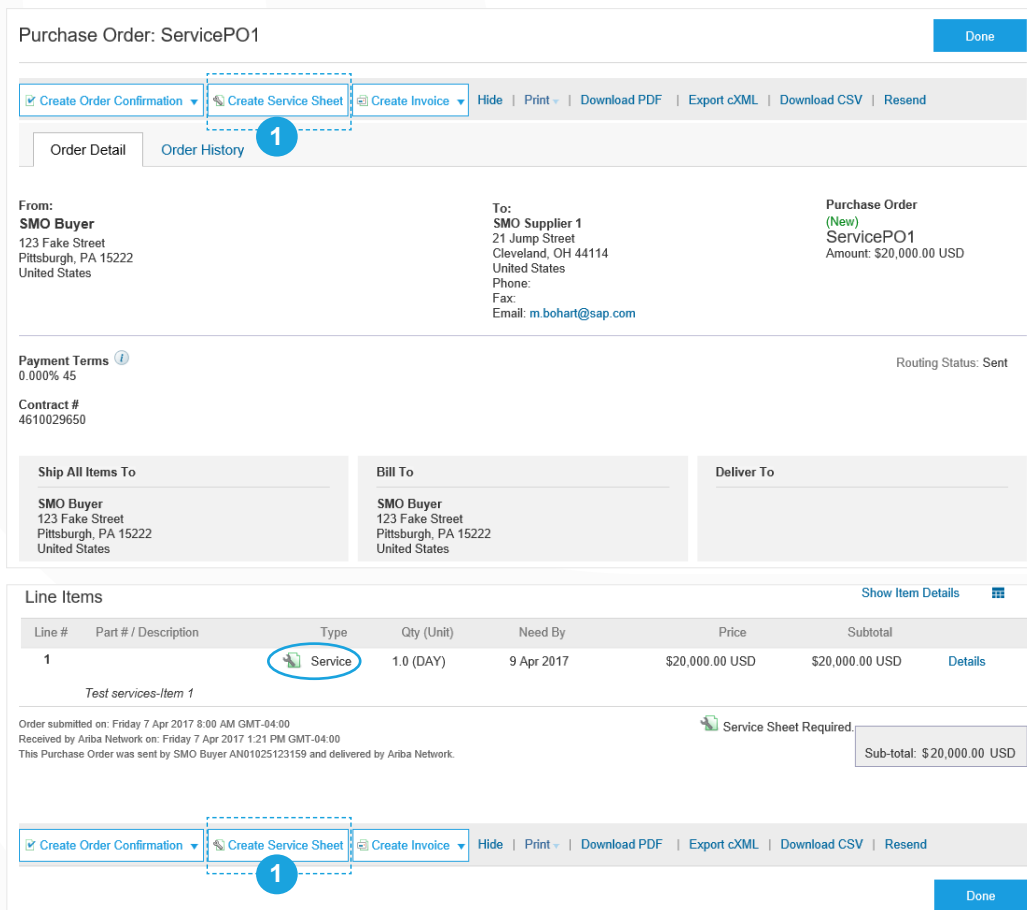 Purchase Order: ServicePO1
Done
Create Order Confirmation
Create Service Sheet
Create Invoice
Hide | Print | Download PDF | Export cXML | Download CSV | Resend
1
Order Detail
Order History
From:
SMO Buyer
123 Fake Street
Pittsburgh, PA 15222
United States
To:
SMO Supplier 1
21 Jump Street
Cleveland, OH 44114
United States
Phone:
Fax:
Email: m.bohart@sap.com
Purchase Order
(New)
ServicePO1
Amount: $20,000.00 USD
Payment Terms i
0.000% 45
Routing Status: Sent
Contract #
4610029650
Ship All Items To
SMO Buyer
123 Fake Street
Pittsburgh, PA 15222
United States
Bill To
SMO Buyer
123 Fake Street
Pittsburgh, PA 15222
United States
Deliver To
Line Items
Show Item Details
Line # Part # / Description Type Qty (Unit) Need By Price Subtotal
1 Service 1.0 (DAY) 9 Apr 2017 $20,000.00 USD $20,000.00 USD Details
Test services-Item 1
Order submitted on: Friday 7 Apr 2017 8:00 AM GMT-04:00
Received by Ariba Network on: Friday 7 Apr 2017 1:21 PM GMT-04:00
This Purchase Order was sent by SMO Buyer AN01025123159 and delivered by Ariba Network.
Service Sheet Required.
Sub-total: $20,000.00 USD
Create Order Confirmation
Create Service Sheet
Create Invoice
Hide | Print | Download PDF | Export cXML | Download CSV | Resend
1
Done